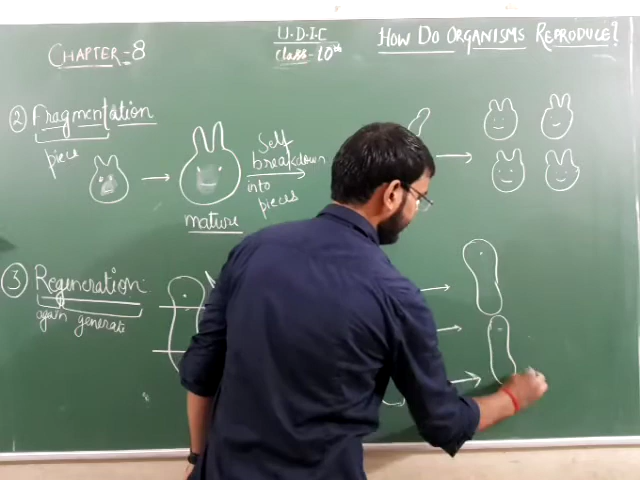 CHAPTER-8
U.D.I.C
Class-10th
HOW DO ORGANISMS REPRODUCE?
② Fragmentation
piece
mature
Self
breakdown
into
pieces
③ Regeneration
again generate